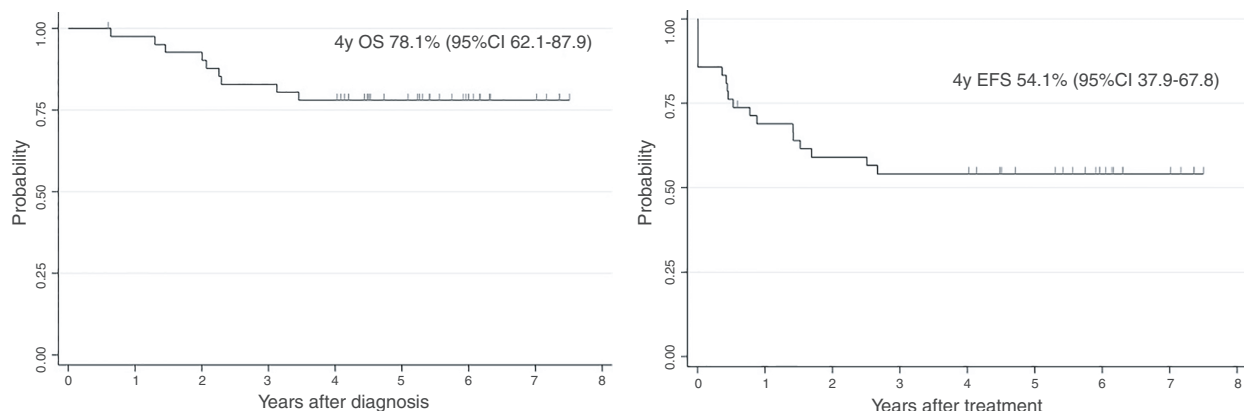 4y OS 78.1% (95%CI 62.1-87.9)
Probability
1.00
0.75
0.50
0.25
0.00
0 1 2 3 4 5 6 7 8
Years after diagnosis
4y EFS 54.1% (95%CI 37.9-67.8)
Probability
1.00
0.75
0.50
0.25
0.00
0 1 2 3 4 5 6 7 8
Years after treatment